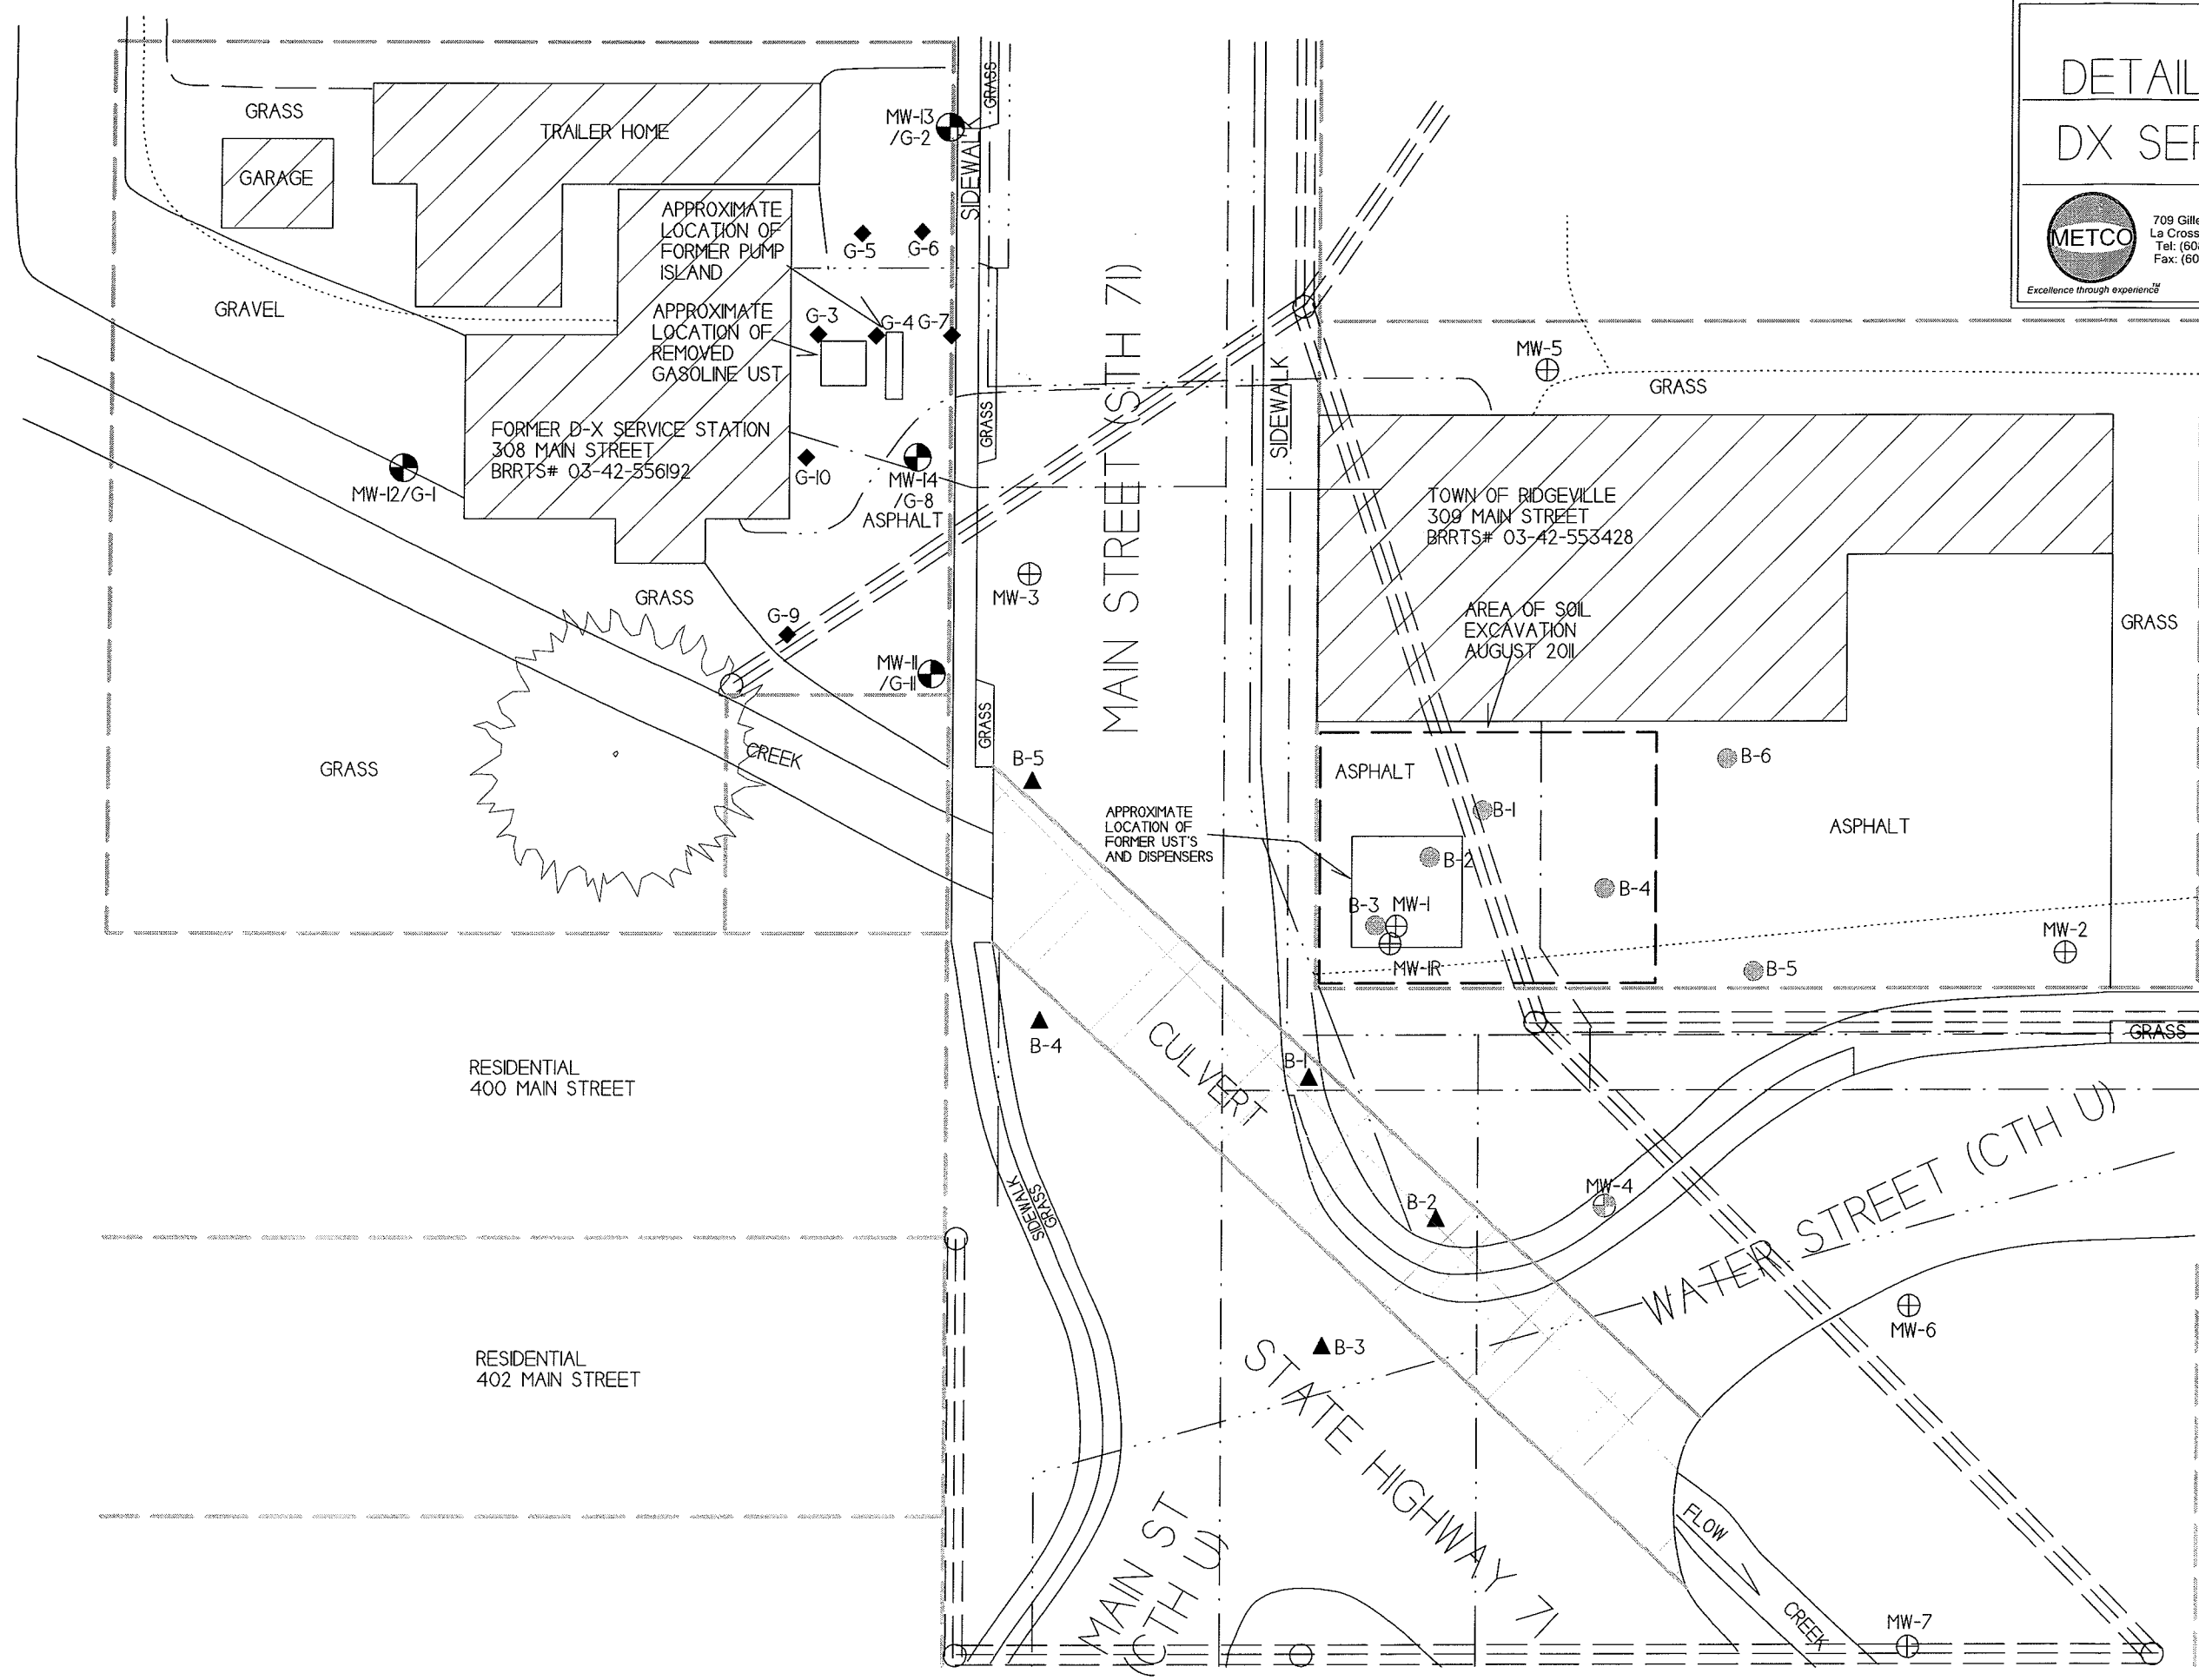 DETAIL
DX SER
METCO
709 Gille
La Cross
Tel: (60
Fax: (60
Excellence through experience™
GRASS
GARAGE
TRAILER HOME
MW-13
/G-2
GRASS
SIDEWALK
APPROXIMATE
LOCATION OF
FORMER PUMP
ISLAND
G-5
G-6
GRAVEL
APPROXIMATE
LOCATION OF
REMOVED
GASOLINE UST
G-3
G-4
G-7
MAIN STREET (STH 71)
SIDEWALK
MW-5
GRASS
FORMER D-X SERVICE STATION
308 MAIN STREET
BRRTS# 03-42-556192
MW-12/G-1
G-10
MW-14
/G-8
ASPHALT
GRASS
TOWN OF RIDGEVILLE
309 MAIN STREET
BRRTS# 03-42-553428
MW-3
GRASS
G-9
AREA OF SOIL
EXCAVATION
AUGUST 2011
GRASS
MW-11
/G-11
GRASS
GRASS
CREEK
B-5
ASPHALT
B-6
APPROXIMATE
LOCATION OF
FORMER UST'S
AND DISPENSERS
B-1
B-2
ASPHALT
B-4
B-3
MW-1
MW-1R
B-5
MW-2
B-4
CULVERT
B-1
GRASS
RESIDENTIAL
400 MAIN STREET
SIDEWALK
GRASS
B-2
MW-4
WATER STREET (CTH U)
MW-6
RESIDENTIAL
402 MAIN STREET
B-3
STATE HIGHWAY 71
MAIN ST
(CTH U)
FLOW
CREEK
MW-7